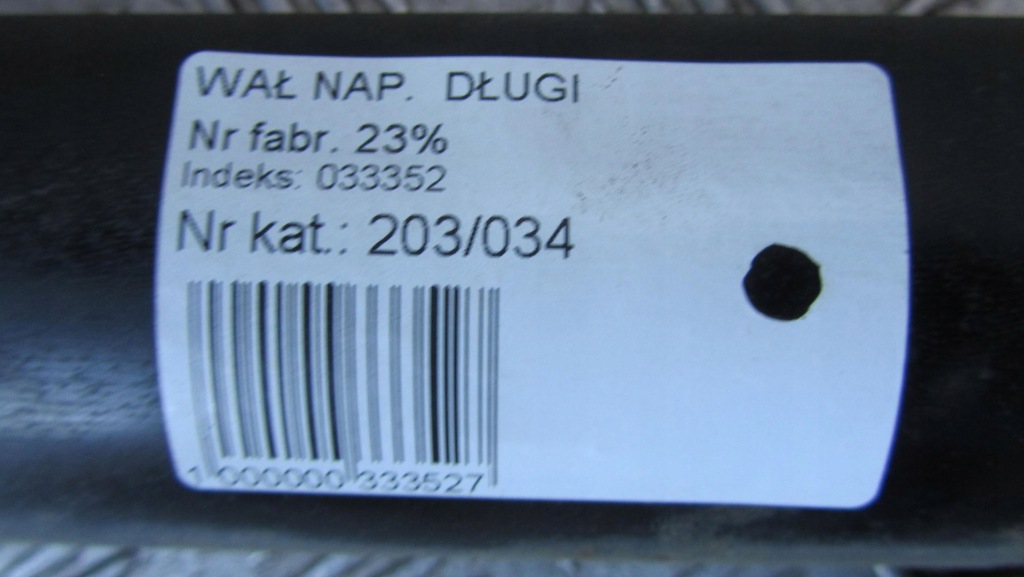 WAŁ NAP. DŁUGI
Nr fabr. 23%
Indeks: 033352
Nr kat.: 203/034
1 000000 333527